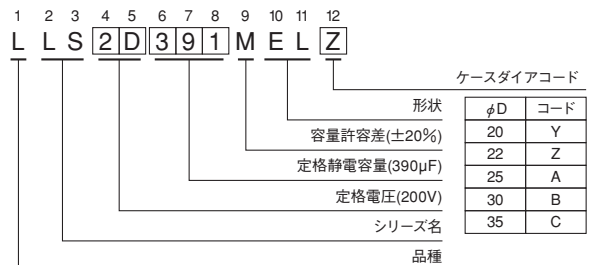 1 2 3 4 5 6 7 8 9 10 11 12
L L S 2 D 3 9 1 M E L Z
ケースダイアコード
形状
容量許容差(±20%)
定格静電容量(390µF)
定格電圧(200V)
シリーズ名
品種
φD コード
20 Y
22 Z
25 A
30 B
35 C